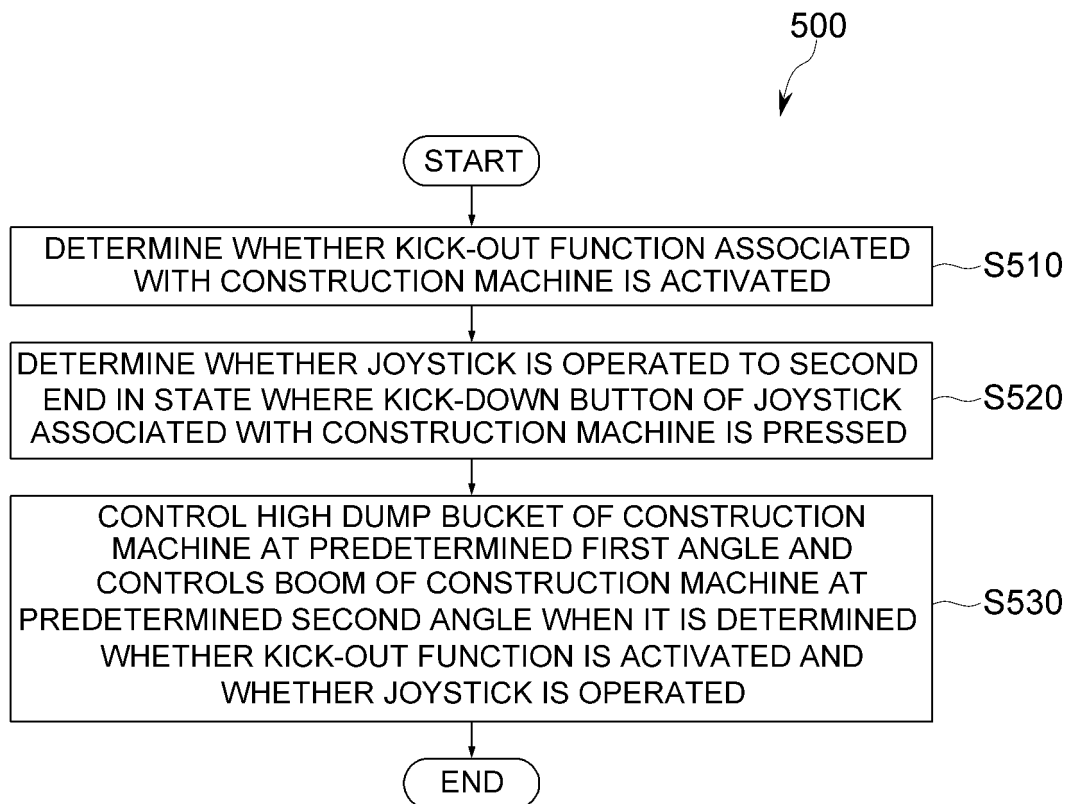 500
START
DETERMINE WHETHER KICK-OUT FUNCTION ASSOCIATED
WITH CONSTRUCTION MACHINE IS ACTIVATED
S510
DETERMINE WHETHER JOYSTICK IS OPERATED TO SECOND
END IN STATE WHERE KICK-DOWN BUTTON OF JOYSTICK
ASSOCIATED WITH CONSTRUCTION MACHINE IS PRESSED
S520
CONTROL HIGH DUMP BUCKET OF CONSTRUCTION
MACHINE AT PREDETERMINED FIRST ANGLE AND
CONTROLS BOOM OF CONSTRUCTION MACHINE AT
PREDETERMINED SECOND ANGLE WHEN IT IS DETERMINED
WHETHER KICK-OUT FUNCTION IS ACTIVATED AND
WHETHER JOYSTICK IS OPERATED
S530
END